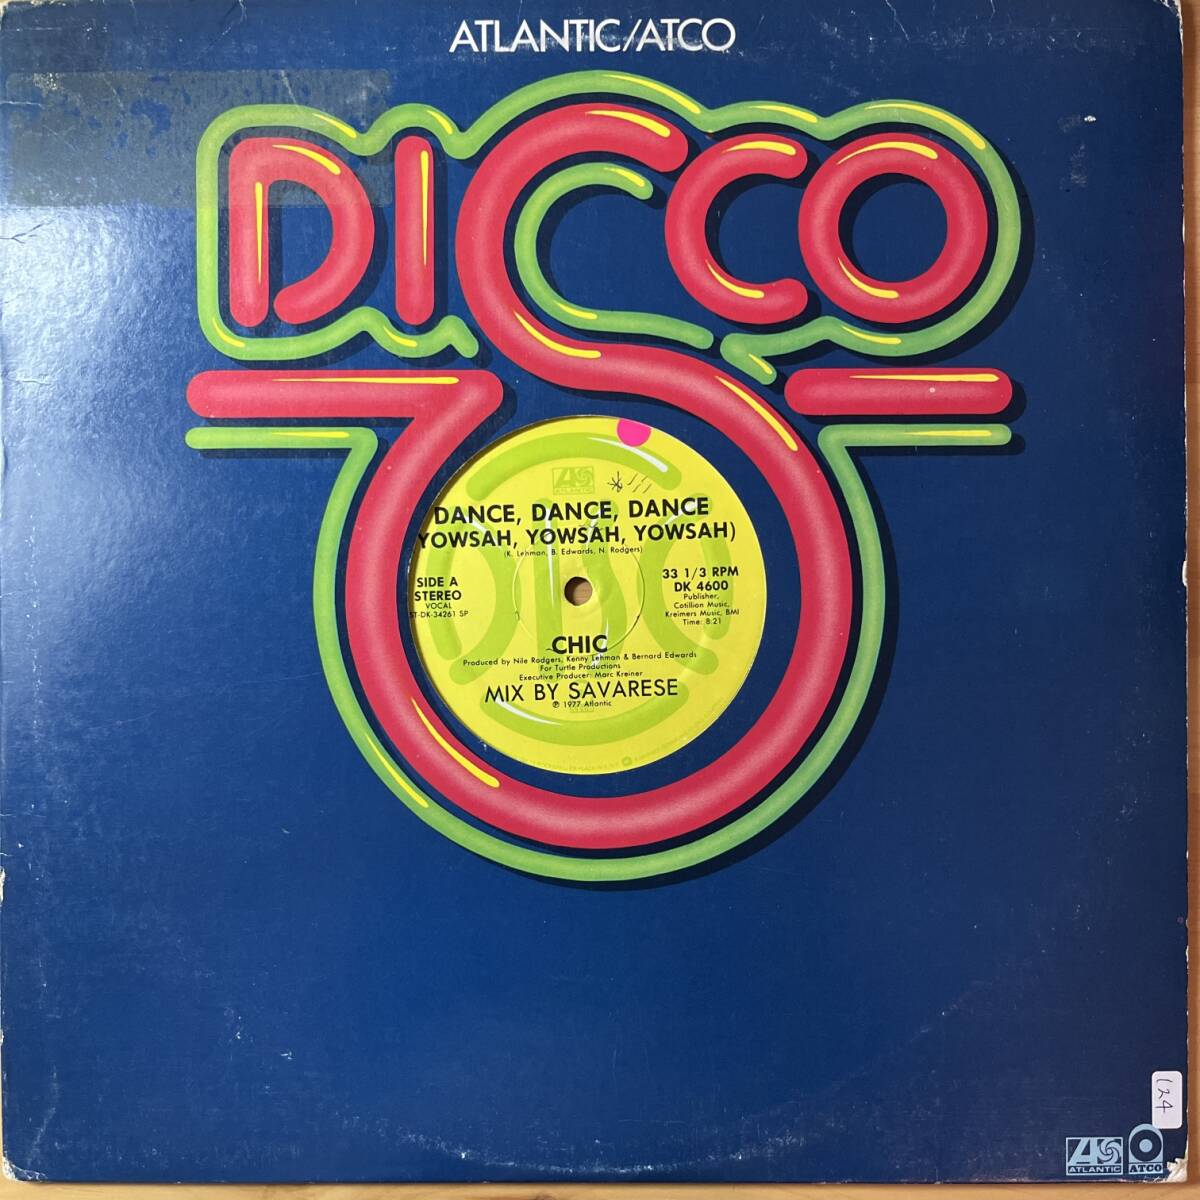 ATLANTIC/ATCO
DISCO
ATLANTIC
DANCE, DANCE, DANCE
YOWSAH, YOWSAH, YOWSAH)
(K. Lehman, B. Edwards, N. Rodgers)
SIDE A
STEREO
VOCAL
ST-DK-34261 SP
33 1/3 RPM
DK 4600
Publisher,
Cotillion Music,
Kreimers Music, BMI
Time: 8:21
CHIC
Produced by Nile Rodgers, Kenny Lehman & Bernard Edwards
For Turtle Productions
Executive Producer: Marc Kreiner
MIX BY SAVARESE
℗ 1977 Atlantic
124
ATLANTIC
ATCO